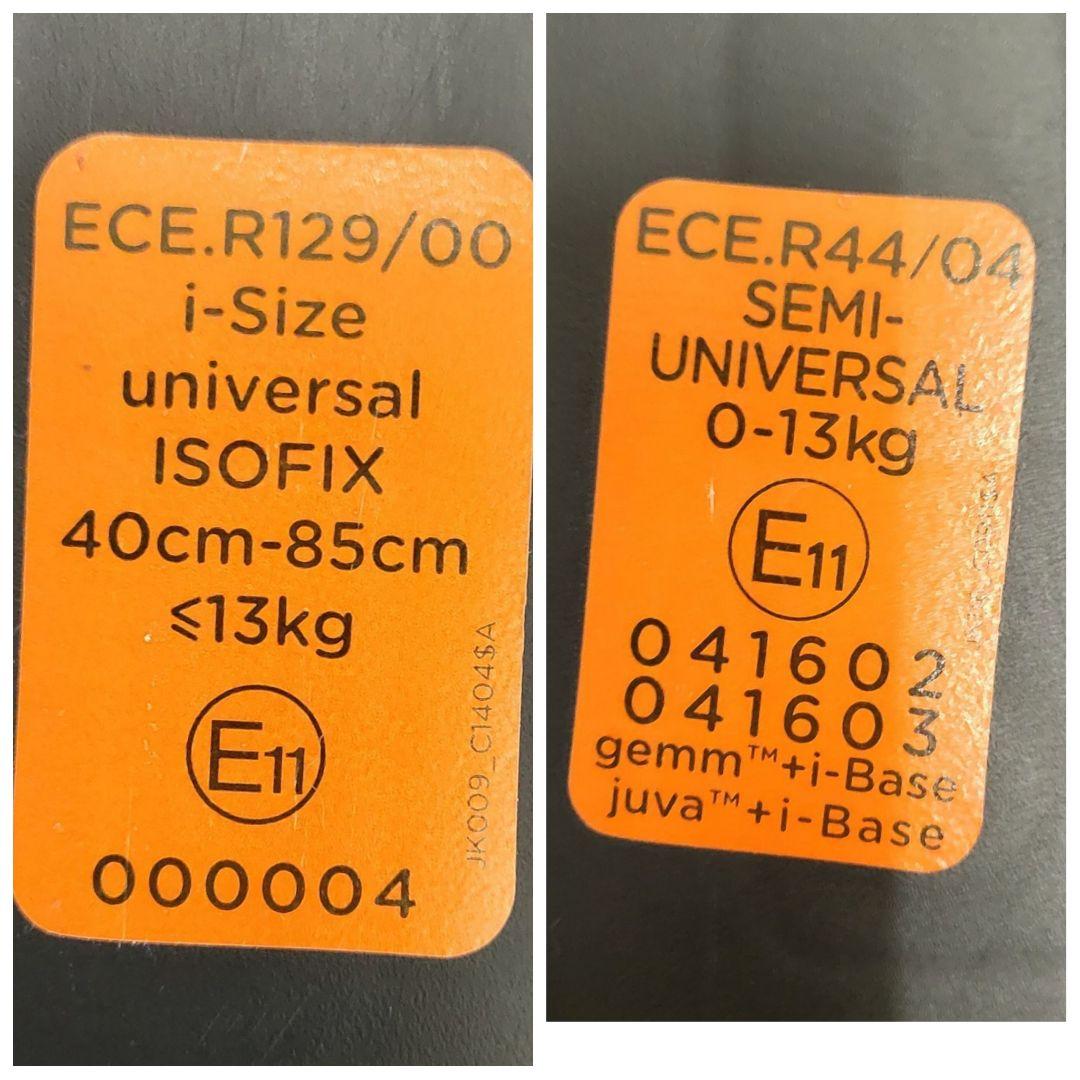 ECE.R129/00
i-Size
universal
ISOFIX
40cm-85cm
≤13kg
E11
000004
JK009_C1404$A
ECE.R44/04
SEMI-
UNIVERSAL
0-13kg
E11
041602
041603
gemm™+i-Base
juva™+i-Base